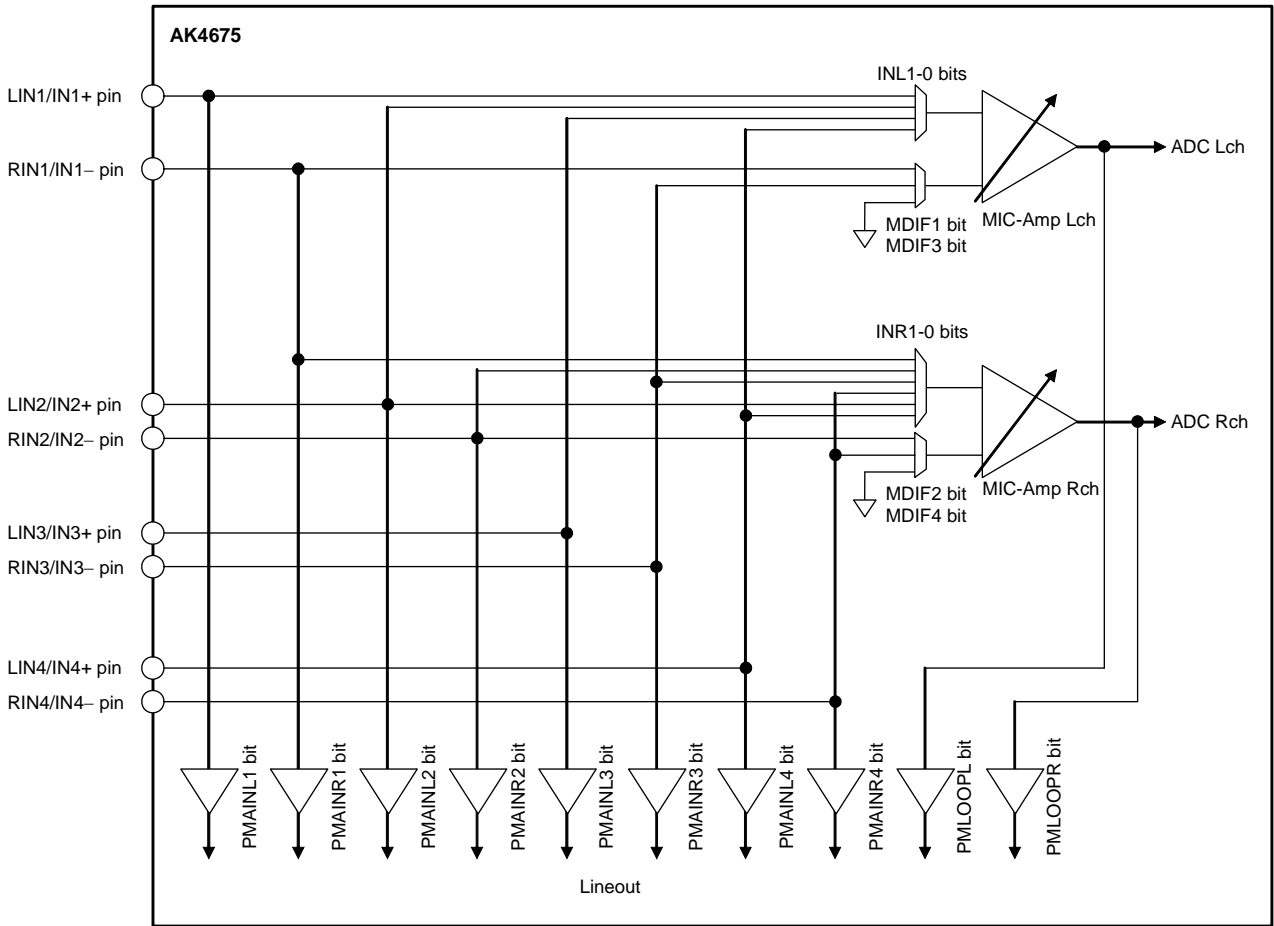 AK4675
INL1-0 bits
LIN1/IN1+ pin
ADC Lch
RIN1/IN1− pin
MIC-Amp Lch
MDIF1 bit
MDIF3 bit
INR1-0 bits
LIN2/IN2+ pin
ADC Rch
RIN2/IN2− pin
MIC-Amp Rch
MDIF2 bit
MDIF4 bit
LIN3/IN3+ pin
RIN3/IN3− pin
LIN4/IN4+ pin
RIN4/IN4− pin
PMAINL1 bit
PMAINR1 bit
PMAINL2 bit
PMAINR2 bit
PMAINL3 bit
PMAINR3 bit
PMAINL4 bit
PMAINR4 bit
PMLOOPL bit
PMLOOPR bit
Lineout